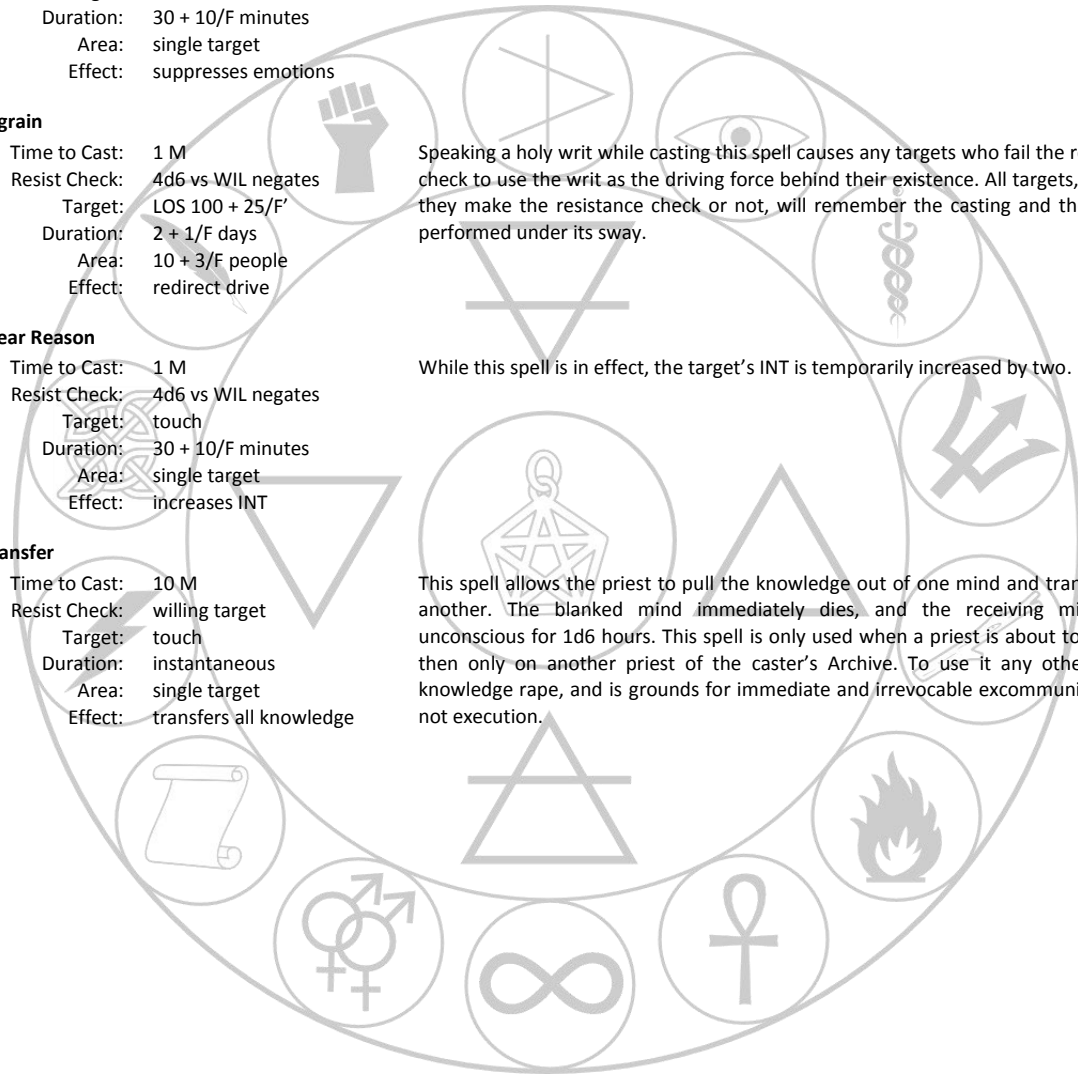 Duration: 30 + 10/F minutes
Area: single target
Effect: suppresses emotions
grain
Time to Cast: 1 M
Resist Check: 4d6 vs WIL negates
Target: LOS 100 + 25/F’
Duration: 2 + 1/F days
Area: 10 + 3/F people
Effect: redirect drive
Speaking a holy writ while casting this spell causes any targets who fail the r
check to use the writ as the driving force behind their existence. All targets,
they make the resistance check or not, will remember the casting and th
performed under its sway.
ear Reason
Time to Cast: 1 M
Resist Check: 4d6 vs WIL negates
Target: touch
Duration: 30 + 10/F minutes
Area: single target
Effect: increases INT
While this spell is in effect, the target’s INT is temporarily increased by two.
ansfer
Time to Cast: 10 M
Resist Check: willing target
Target: touch
Duration: instantaneous
Area: single target
Effect: transfers all knowledge
This spell allows the priest to pull the knowledge out of one mind and tran
another. The blanked mind immediately dies, and the receiving mi
unconscious for 1d6 hours. This spell is only used when a priest is about to
then only on another priest of the caster’s Archive. To use it any othe
knowledge rape, and is grounds for immediate and irrevocable excommuni
not execution.